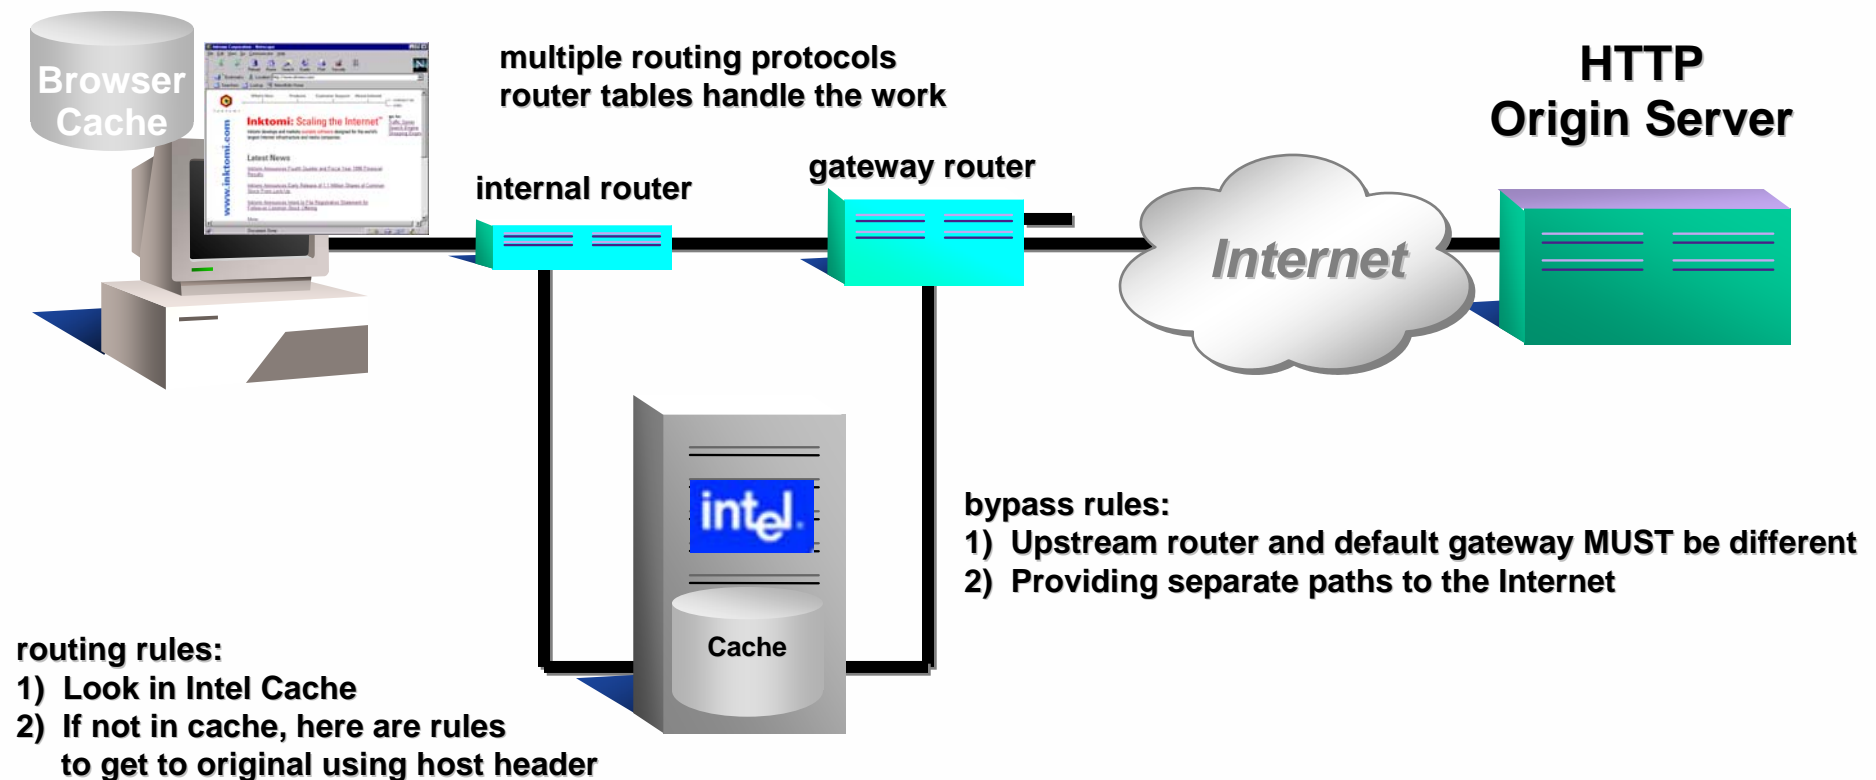 Browser
Cache
multiple routing protocols
router tables handle the work
HTTP
Origin Server
internal router
gateway router
Internet
www.inktomi.com
Inktomi: Scaling the Internet
Latest News
intel.
Cache
bypass rules:
1) Upstream router and default gateway MUST be different
2) Providing separate paths to the Internet
routing rules:
1) Look in Intel Cache
2) If not in cache, here are rules
to get to original using host header